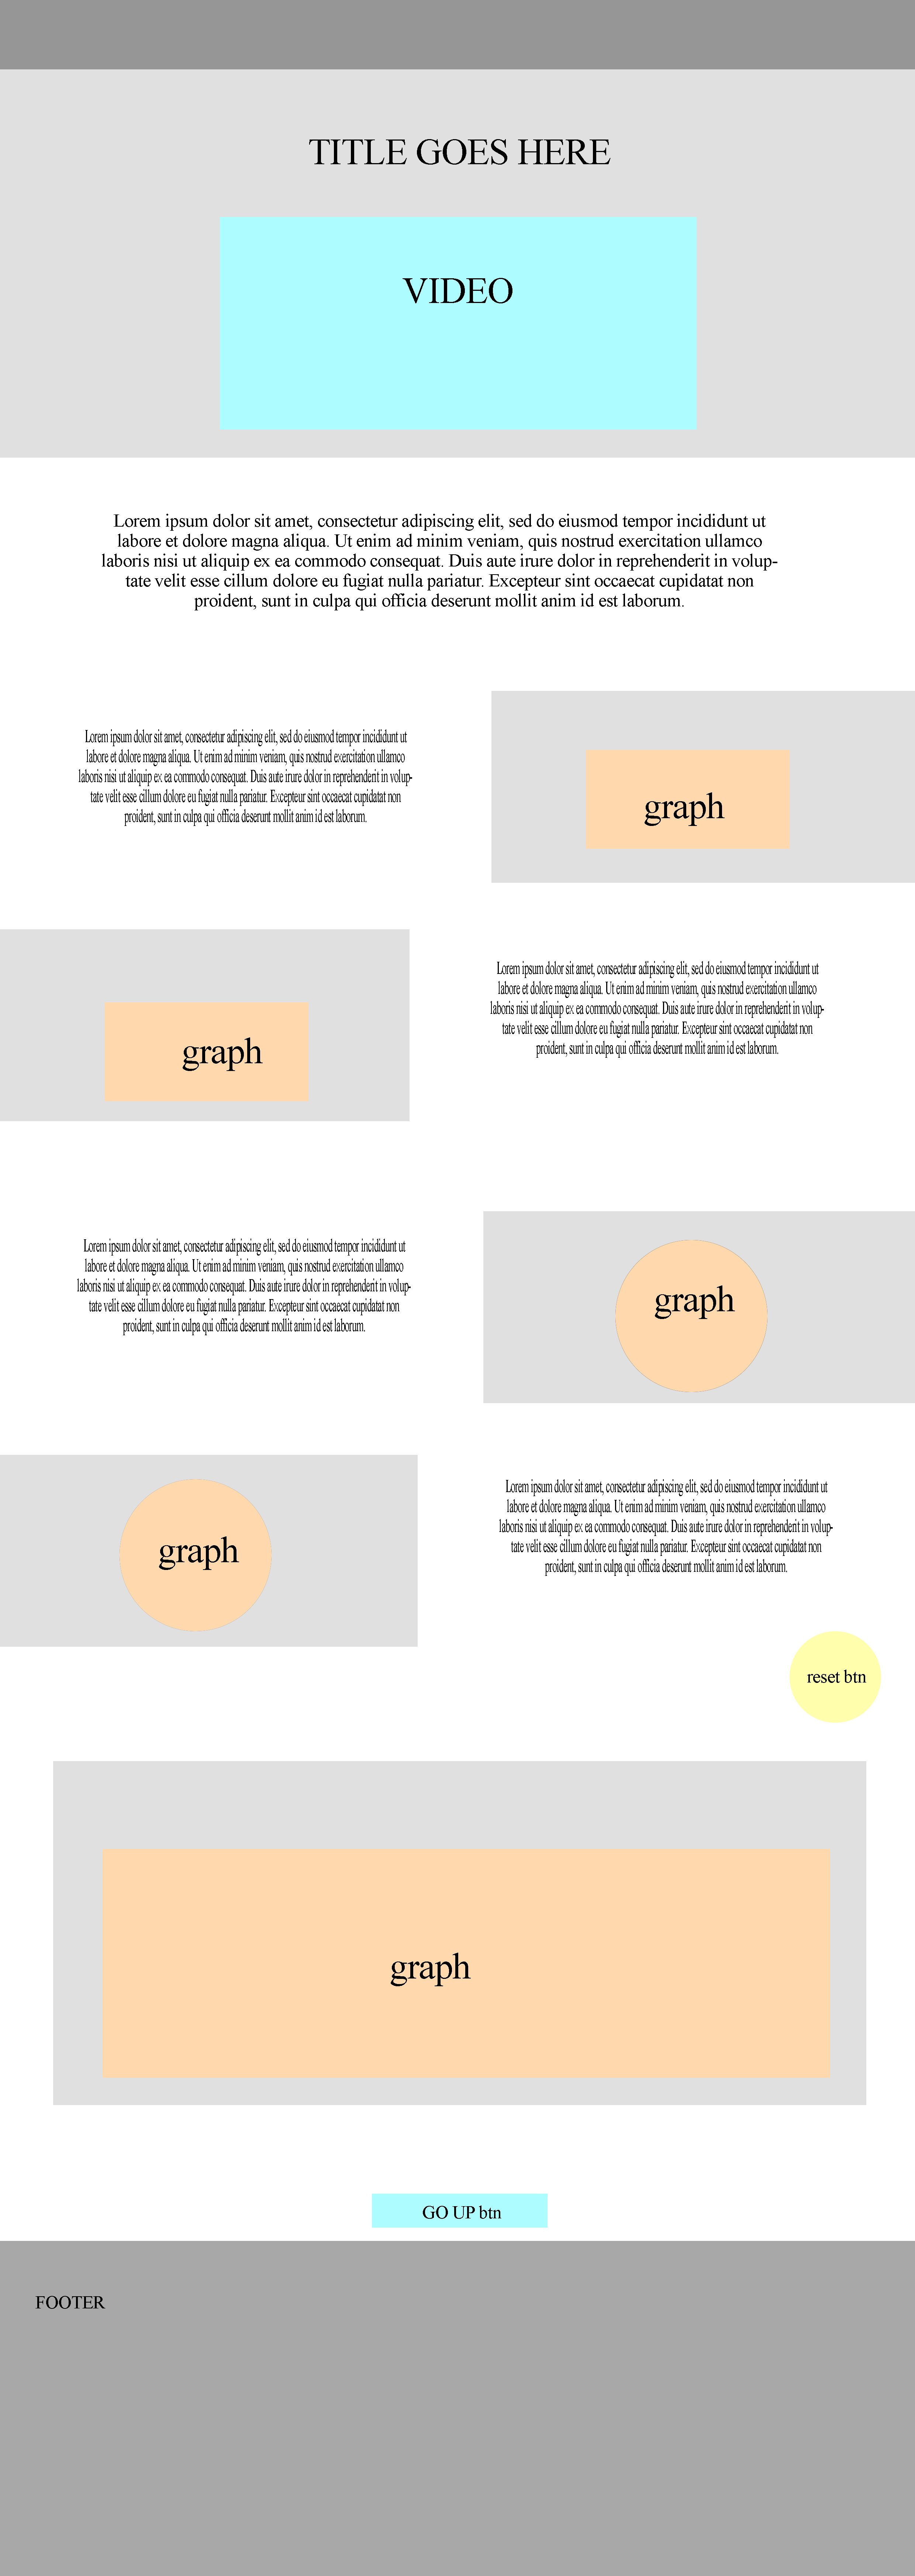 TITLE GOES HERE
VIDEO
Lorem ipsum dolor sit amet, consectetur adipiscing elit, sed do eiusmod tempor incididunt ut
labore et dolore magna aliqua. Ut enim ad minim veniam, quis nostrud exercitation ullamco
laboris nisi ut aliquip ex ea commodo consequat. Duis aute irure dolor in reprehenderit in volup-
tate velit esse cillum dolore eu fugiat nulla pariatur. Excepteur sint occaecat cupidatat non
proident, sunt in culpa qui officia deserunt mollit anim id est laborum.
Lorem ipsum dolor sit amet, consectetur adipiscing elit, sed do eiusmod tempor incididunt ut
labore et dolore magna aliqua. Ut enim ad minim veniam, quis nostrud exercitation ullamco
laboris nisi ut aliquip ex ea commodo consequat. Duis aute irure dolor in reprehenderit in volup-
tate velit esse cillum dolore eu fugiat nulla pariatur. Excepteur sint occaecat cupidatat non
proident, sunt in culpa qui officia deserunt mollit anim id est laborum.
graph
graph
Lorem ipsum dolor sit amet, consectetur adipiscing elit, sed do eiusmod tempor incididunt ut
labore et dolore magna aliqua. Ut enim ad minim veniam, quis nostrud exercitation ullamco
laboris nisi ut aliquip ex ea commodo consequat. Duis aute irure dolor in reprehenderit in volup-
tate velit esse cillum dolore eu fugiat nulla pariatur. Excepteur sint occaecat cupidatat non
proident, sunt in culpa qui officia deserunt mollit anim id est laborum.
Lorem ipsum dolor sit amet, consectetur adipiscing elit, sed do eiusmod tempor incididunt ut
labore et dolore magna aliqua. Ut enim ad minim veniam, quis nostrud exercitation ullamco
laboris nisi ut aliquip ex ea commodo consequat. Duis aute irure dolor in reprehenderit in volup-
tate velit esse cillum dolore eu fugiat nulla pariatur. Excepteur sint occaecat cupidatat non
proident, sunt in culpa qui officia deserunt mollit anim id est laborum.
graph
graph
Lorem ipsum dolor sit amet, consectetur adipiscing elit, sed do eiusmod tempor incididunt ut
labore et dolore magna aliqua. Ut enim ad minim veniam, quis nostrud exercitation ullamco
laboris nisi ut aliquip ex ea commodo consequat. Duis aute irure dolor in reprehenderit in volup-
tate velit esse cillum dolore eu fugiat nulla pariatur. Excepteur sint occaecat cupidatat non
proident, sunt in culpa qui officia deserunt mollit anim id est laborum.
reset btn
graph
GO UP btn
FOOTER